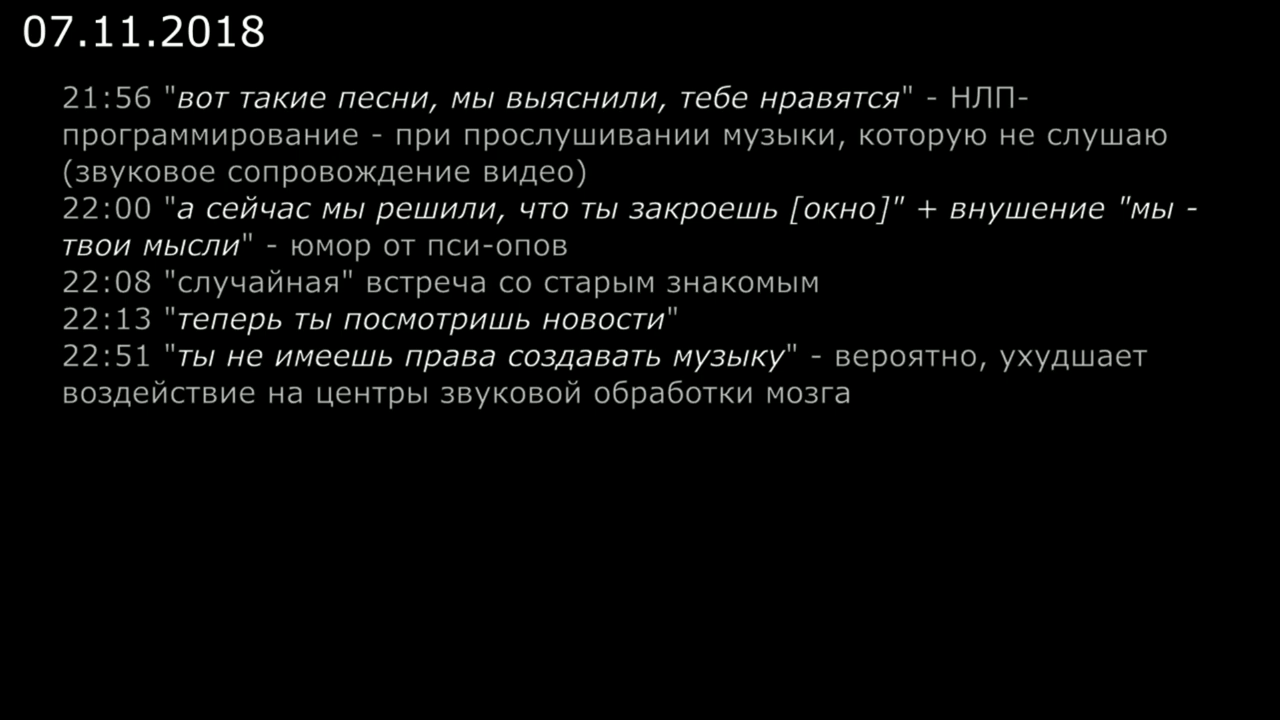 07.11.2018
21:56 "вот такие песни, мы выяснили, тебе нравятся" - НЛП-
программирование - при прослушивании музыки, которую не слушаю
(звуковое сопровождение видео)
22:00 "а сейчас мы решили, что ты закроешь [окно]" + внушение "мы -
твои мысли" - юмор от пси-опов
22:08 "случайная" встреча со старым знакомым
22:13 "теперь ты посмотришь новости"
22:51 "ты не имеешь права создавать музыку" - вероятно, ухудшает
воздействие на центры звуковой обработки мозга